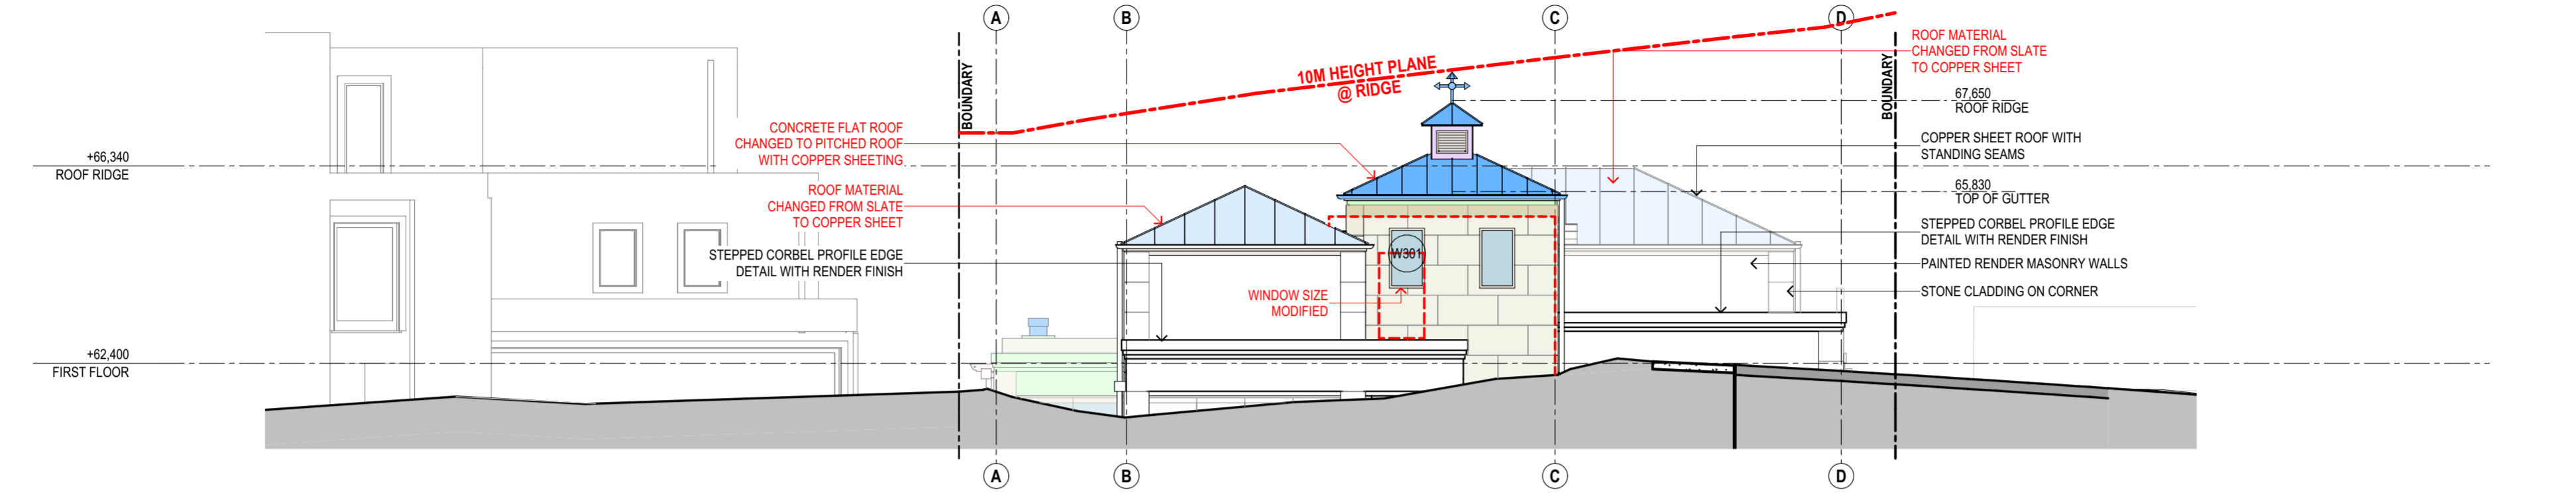 A
B
C
D
10M HEIGHT PLANE
@ RIDGE
BOUNDARY
BOUNDARY
ROOF MATERIAL
CHANGED FROM SLATE
TO COPPER SHEET
67,650
ROOF RIDGE
CONCRETE FLAT ROOF
CHANGED TO PITCHED ROOF
WITH COPPER SHEETING
COPPER SHEET ROOF WITH
STANDING SEAMS
+66,340
ROOF RIDGE
ROOF MATERIAL
CHANGED FROM SLATE
TO COPPER SHEET
65,830
TOP OF GUTTER
STEPPED CORBEL PROFILE EDGE
DETAIL WITH RENDER FINISH
STEPPED CORBEL PROFILE EDGE
DETAIL WITH RENDER FINISH
W301
PAINTED RENDER MASONRY WALLS
WINDOW SIZE
MODIFIED
STONE CLADDING ON CORNER
+62,400
FIRST FLOOR
A
B
C
D